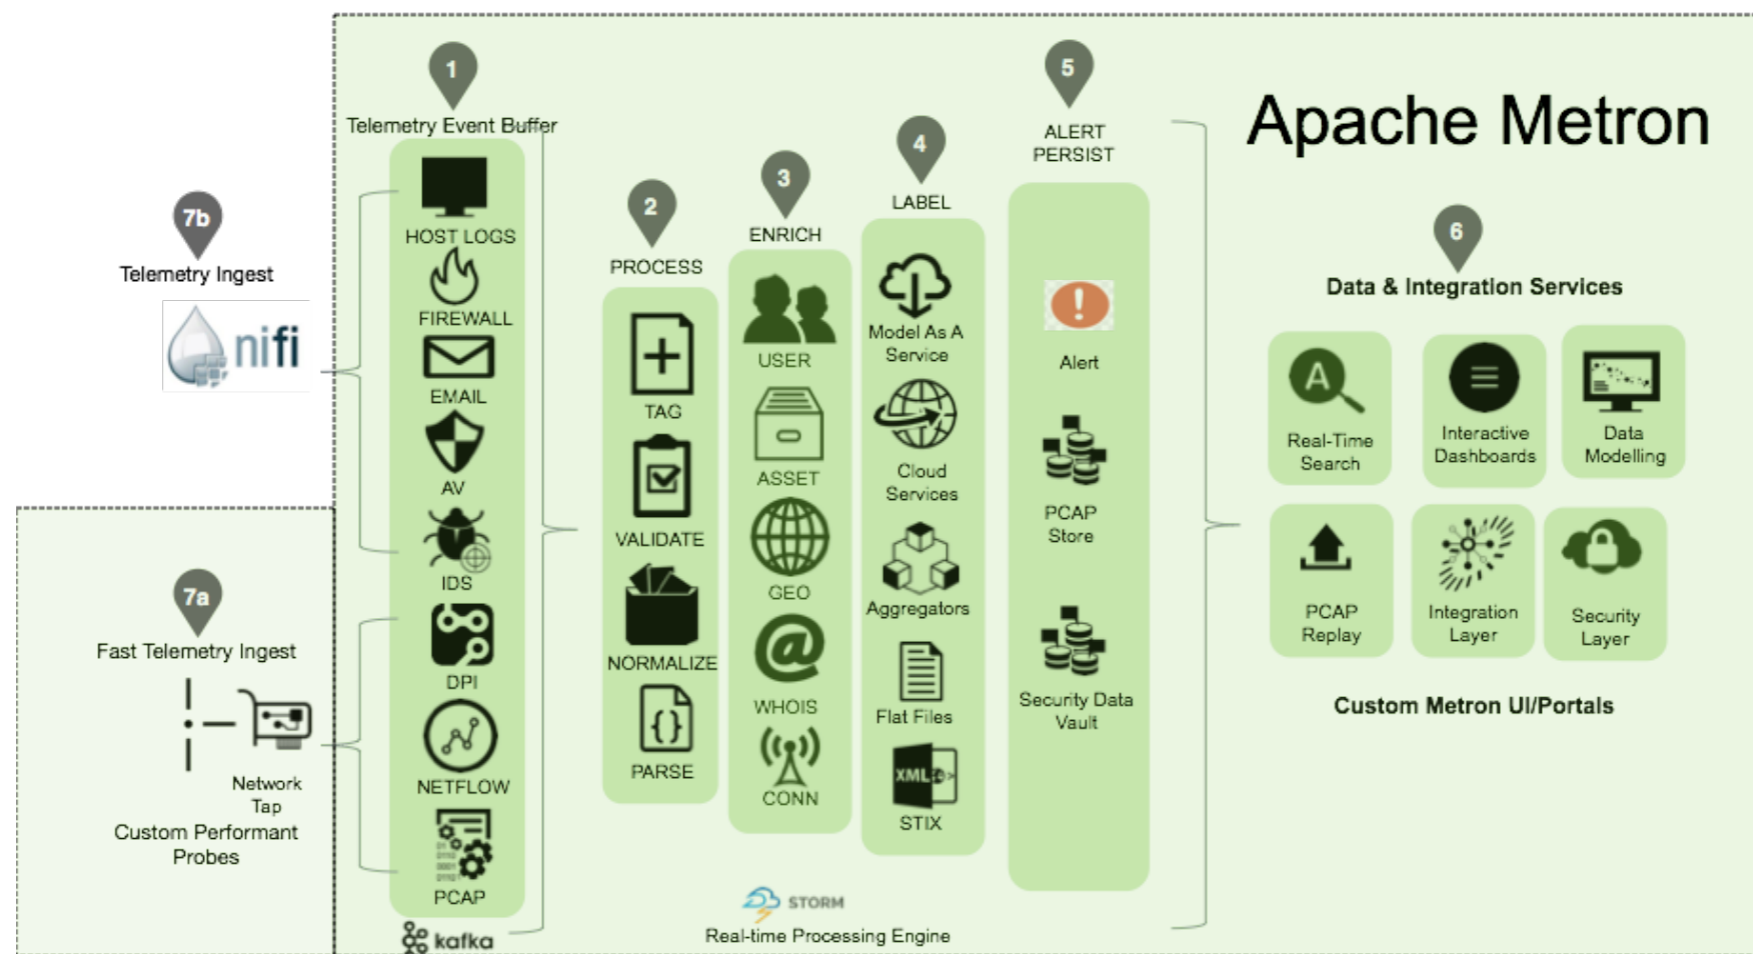 Apache Metron
7b
Telemetry Ingest
nifi
7a
Fast Telemetry Ingest
Network
Tap
Custom Performant
Probes
1
Telemetry Event Buffer
HOST LOGS
FIREWALL
EMAIL
AV
IDS
DPI
NETFLOW
PCAP
kafka
2
PROCESS
TAG
VALIDATE
NORMALIZE
{}
PARSE
3
ENRICH
USER
ASSET
GEO
@
WHOIS
CONN
4
LABEL
Model As A
Service
Cloud
Services
Aggregators
Flat Files
XML
STIX
5
ALERT
PERSIST
!
Alert
PCAP
Store
Security Data
Vault
STORM
Real-time Processing Engine
6
Data & Integration Services
A
Real-Time
Search
Interactive
Dashboards
Data
Modelling
PCAP
Replay
Integration
Layer
Security
Layer
Custom Metron UI/Portals